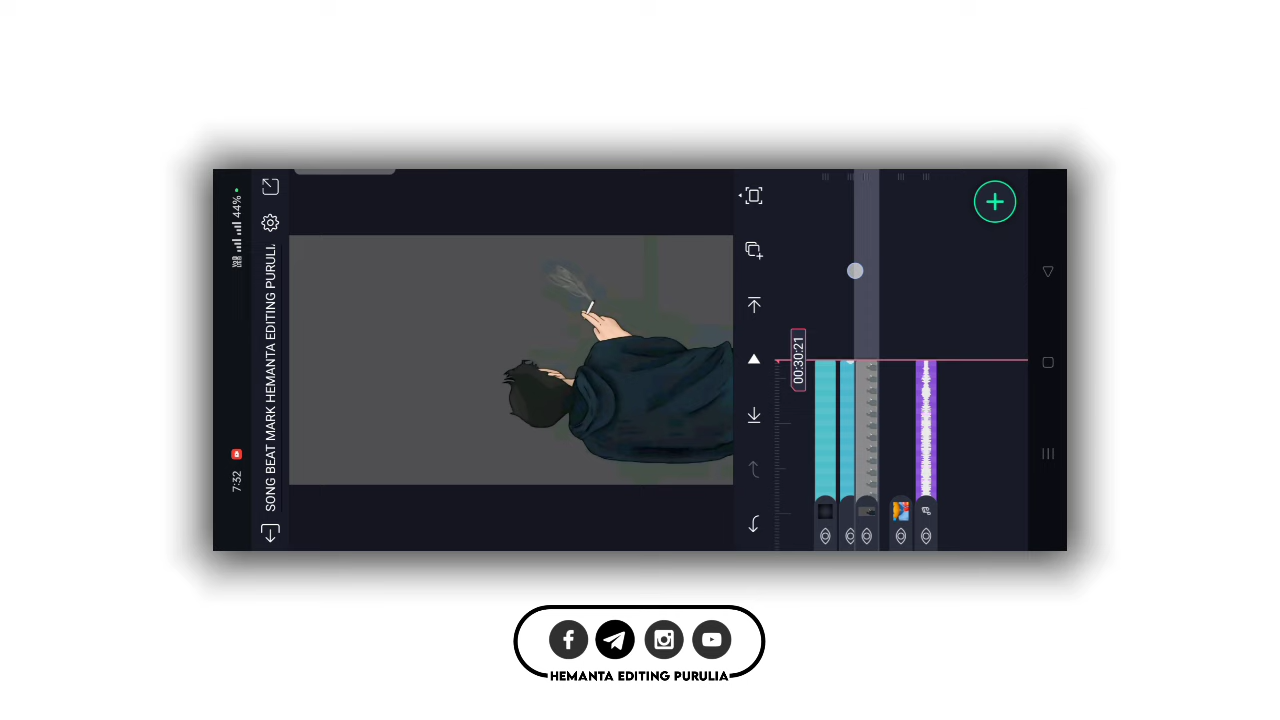 7:32
44%
SONG BEAT MARK HEMANTA EDITING PURULI
00:30:21
HEMANTA EDITING PURULIA